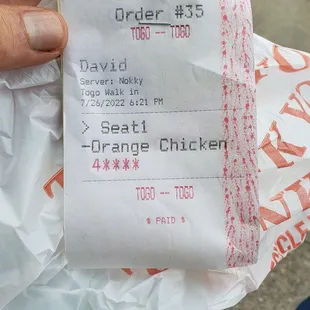 Order #35
TOGO -- TOGO
David
Server: Nokky
Togo Walk in
7/26/2022 6:21 PM
> Seat1
-Orange Chicken
4****
TOGO -- TOGO
$ PAID $